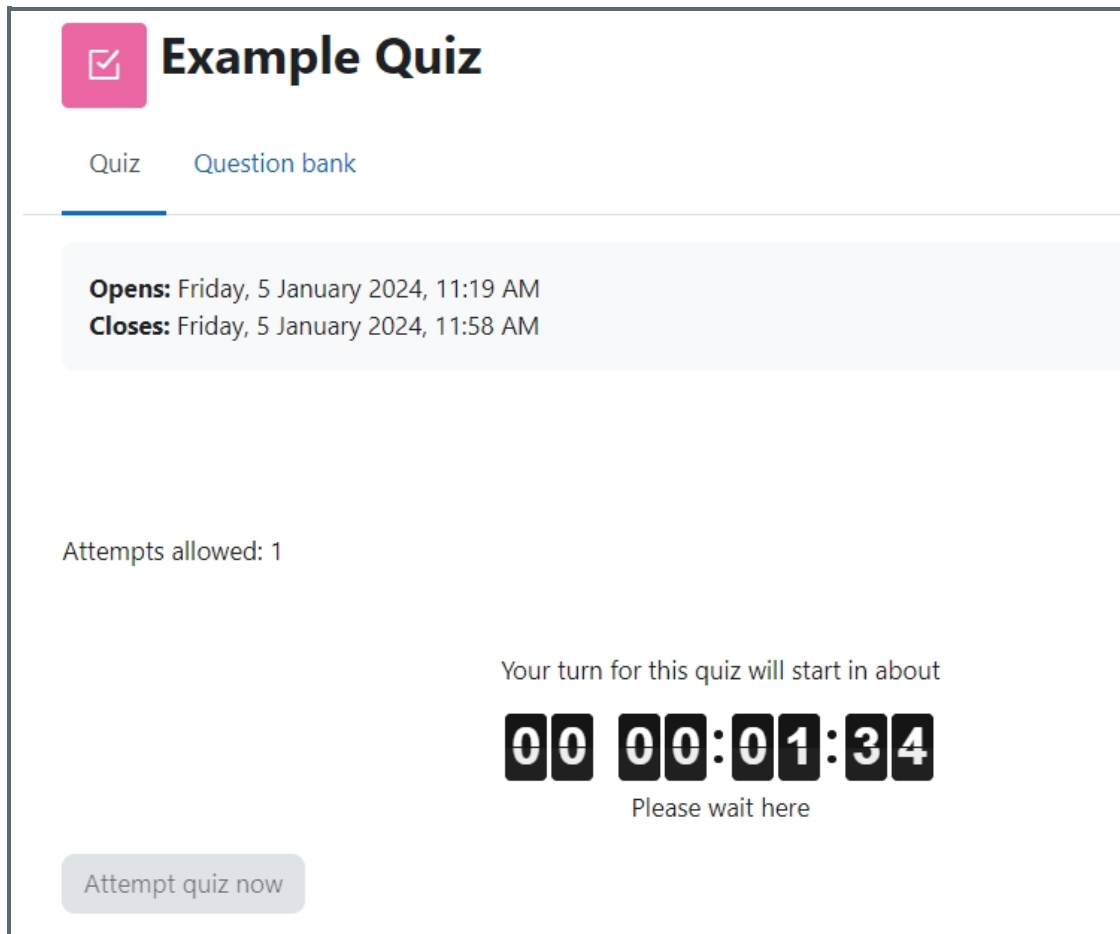 Example Quiz
Quiz Question bank
Opens: Friday, 5 January 2024, 11:19 AM
Closes: Friday, 5 January 2024, 11:58 AM
Attempts allowed: 1
Your turn for this quiz will start in about
00 00:01:34
Please wait here
Attempt quiz now